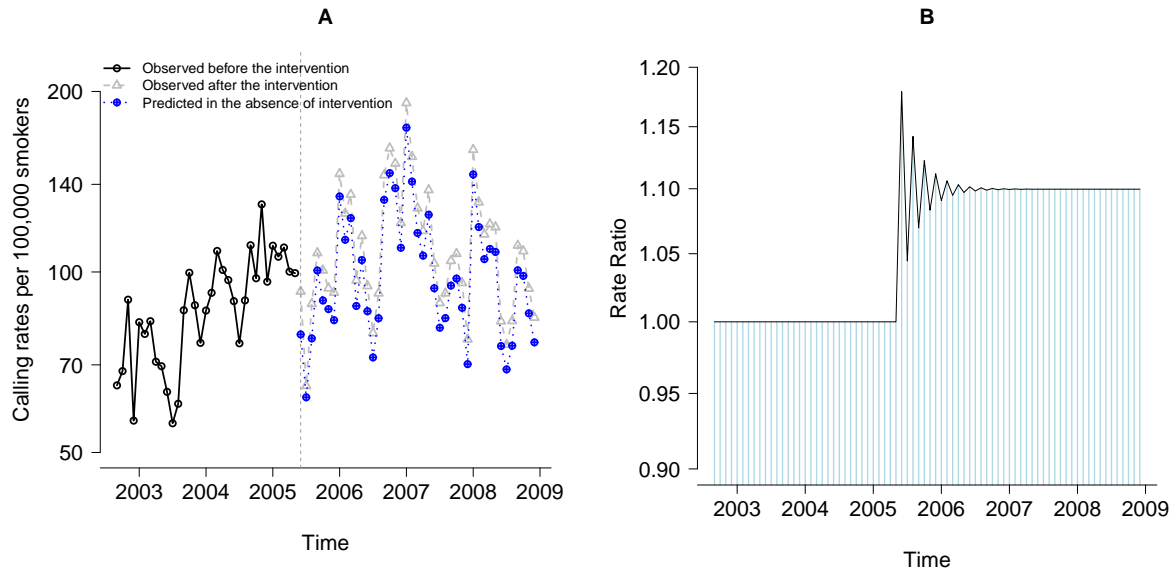 A
Calling rates per 100,000 smokers
200
140
100
70
50
Observed before the intervention
Observed after the intervention
Predicted in the absence of intervention
2003 2004 2005 2006 2007 2008 2009
Time
B
Rate Ratio
1.20
1.15
1.10
1.05
1.00
0.95
0.90
2003 2004 2005 2006 2007 2008 2009
Time